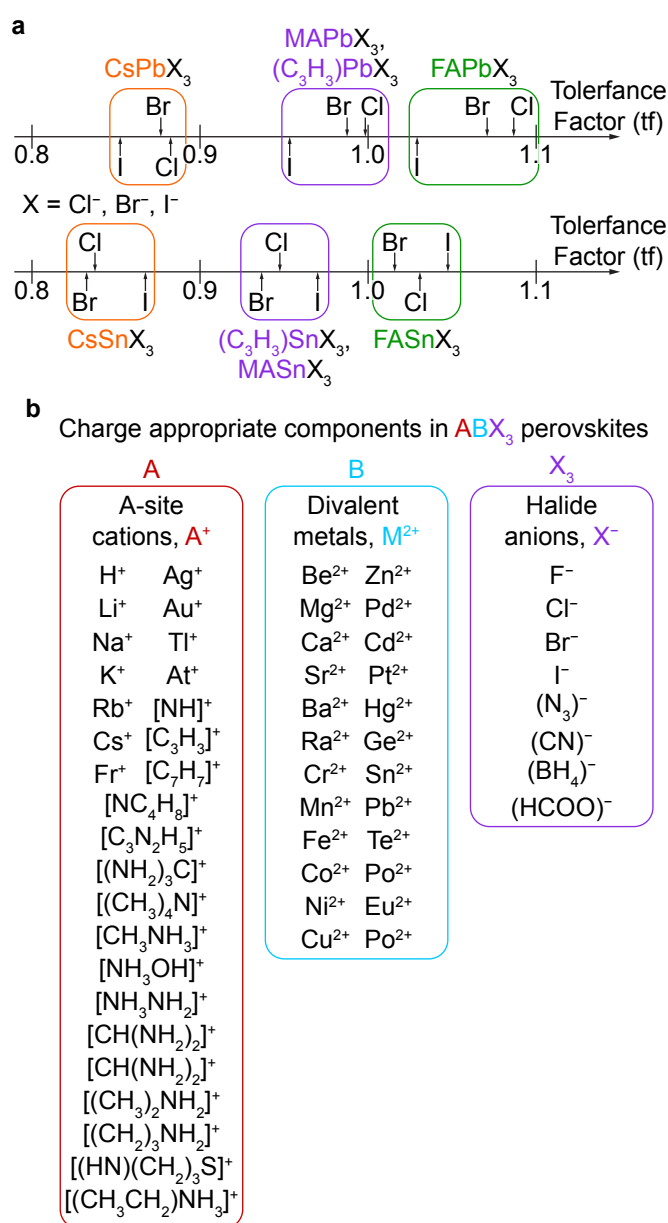 a
MAPbX₃,
CsPbX₃ (C₃H₃)PbX₃ FAPbX₃
Br Br Cl Br Cl Tolerfance
Factor (tf)
0.8 0.9 1.0 1.1
I Cl I I
X = Cl⁻, Br⁻, I⁻
Cl Cl Br I Tolerfance
Factor (tf)
0.8 0.9 1.0 1.1
Br I Br I Cl
CsSnX₃ (C₃H₃)SnX₃, FASnX₃
MASnX₃
b
Charge appropriate components in ABX₃ perovskites
A B X₃
A-site Divalent Halide
cations, A⁺ metals, M²⁺ anions, X⁻
H⁺ Ag⁺ Be²⁺ Zn²⁺ F⁻
Li⁺ Au⁺ Mg²⁺ Pd²⁺ Cl⁻
Na⁺ Tl⁺ Ca²⁺ Cd²⁺ Br⁻
K⁺ At⁺ Sr²⁺ Pt²⁺ I⁻
Rb⁺ [NH]⁺ Ba²⁺ Hg²⁺ (N₃)⁻
Cs⁺ [C₃H₃]⁺ Ra²⁺ Ge²⁺ (CN)⁻
Fr⁺ [C₇H₇]⁺ Cr²⁺ Sn²⁺ (BH₄)⁻
[NC₄H₈]⁺ Mn²⁺ Pb²⁺ (HCOO)⁻
[C₃N₂H₅]⁺ Fe²⁺ Te²⁺
[(NH₂)₃C]⁺ Co²⁺ Po²⁺
[(CH₃)₄N]⁺ Ni²⁺ Eu²⁺
[CH₃NH₃]⁺ Cu²⁺ Po²⁺
[NH₃OH]⁺
[NH₃NH₂]⁺
[CH(NH₂)₂]⁺
[CH(NH₂)₂]⁺
[(CH₃)₂NH₂]⁺
[(CH₂)₃NH₂]⁺
[(HN)(CH₂)₃S]⁺
[(CH₃CH₂)NH₃]⁺